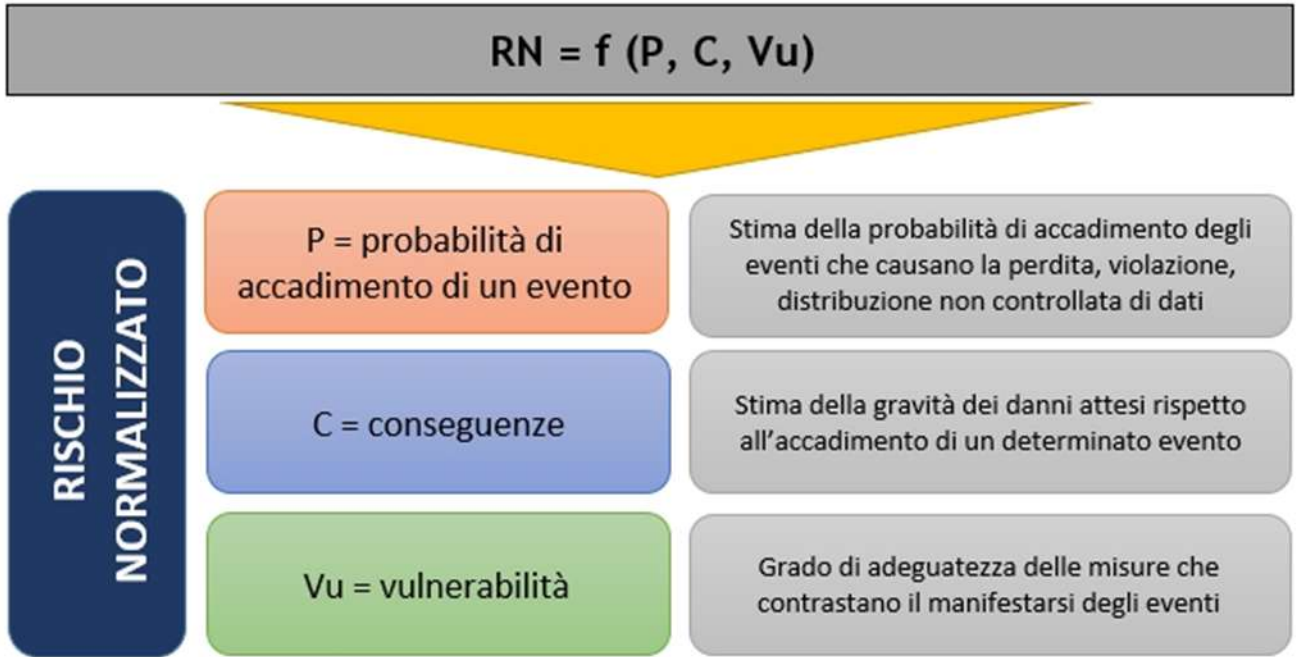 RN = f (P, C, Vu)
RISCHIO
NORMALIZZATO
P = probabilità di
accadimento di un evento
Stima della probabilità di accadimento degli
eventi che causano la perdita, violazione,
distribuzione non controllata di dati
C = conseguenze
Stima della gravità dei danni attesi rispetto
all’accadimento di un determinato evento
Vu = vulnerabilità
Grado di adeguatezza delle misure che
contrastano il manifestarsi degli eventi